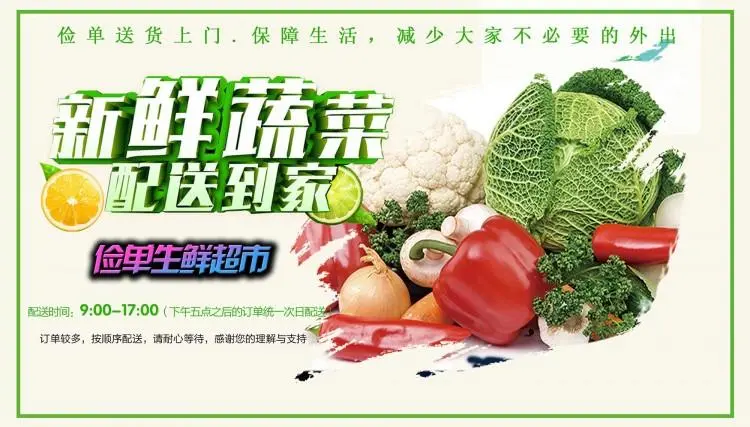 俭单送货上门.保障生活，减少大家不必要的外出
新鲜蔬菜
配送到家
俭单生鲜超市
配送时间：9:00-17:00（下午五点之后的订单统一次日配送
订单较多，按顺序配送，请耐心等待，感谢您的理解与支持